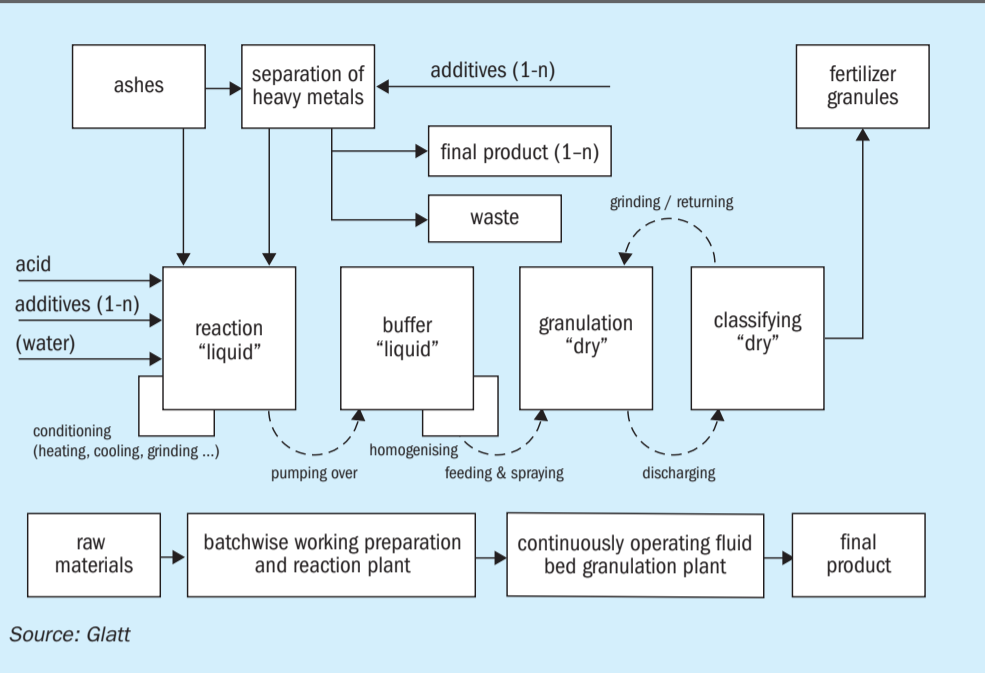 ashes
separation of
heavy metals
additives (1-n)
fertilizer
granules
final product (1–n)
waste
grinding / returning
acid
additives (1-n)
(water)
reaction
“liquid”
buffer
“liquid”
granulation
“dry”
classifying
“dry”
conditioning
(heating, cooling, grinding ...)
pumping over
homogenising
feeding & spraying
discharging
raw
materials
batchwise working preparation
and reaction plant
continuously operating fluid
bed granulation plant
final
product
Source: Glatt